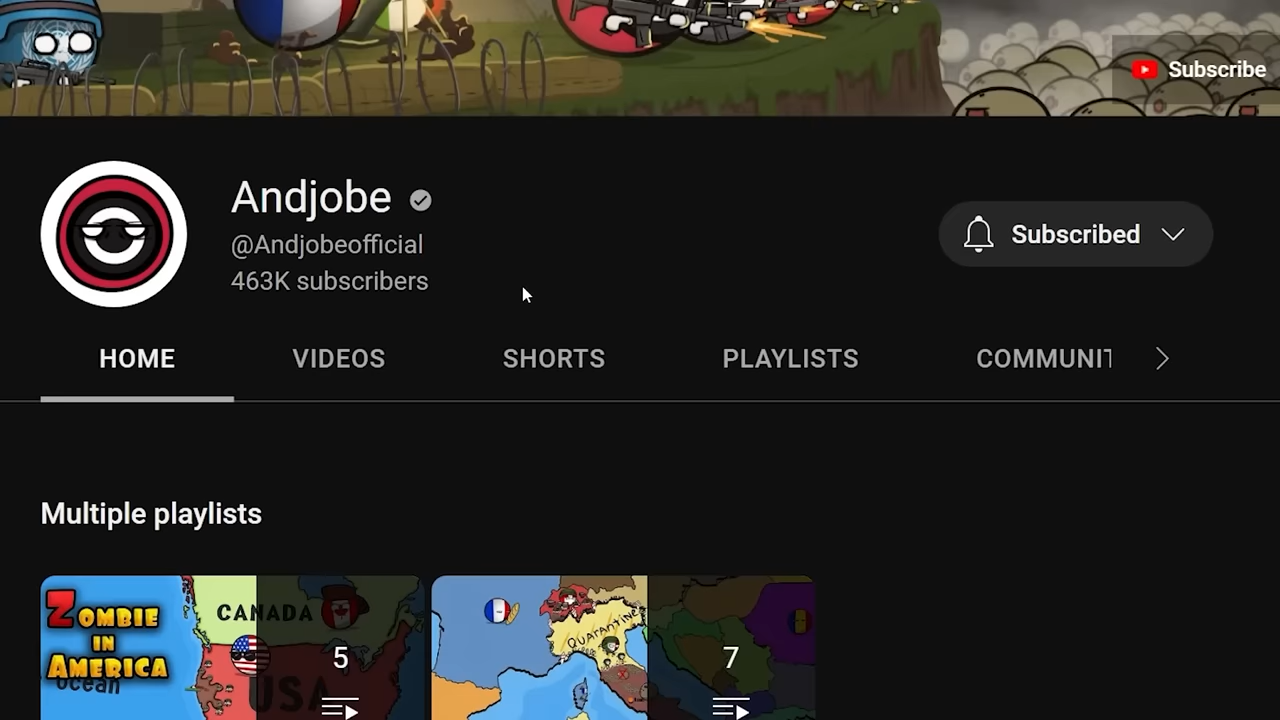 Subscribe
Andjobe
@Andjobeofficial
463K subscribers
Subscribed
HOME VIDEOS SHORTS PLAYLISTS COMMUNIT
Multiple playlists
ZOMBIE
IN
AMERICA
ocean
CANADA
USA
5
Quarantine
7